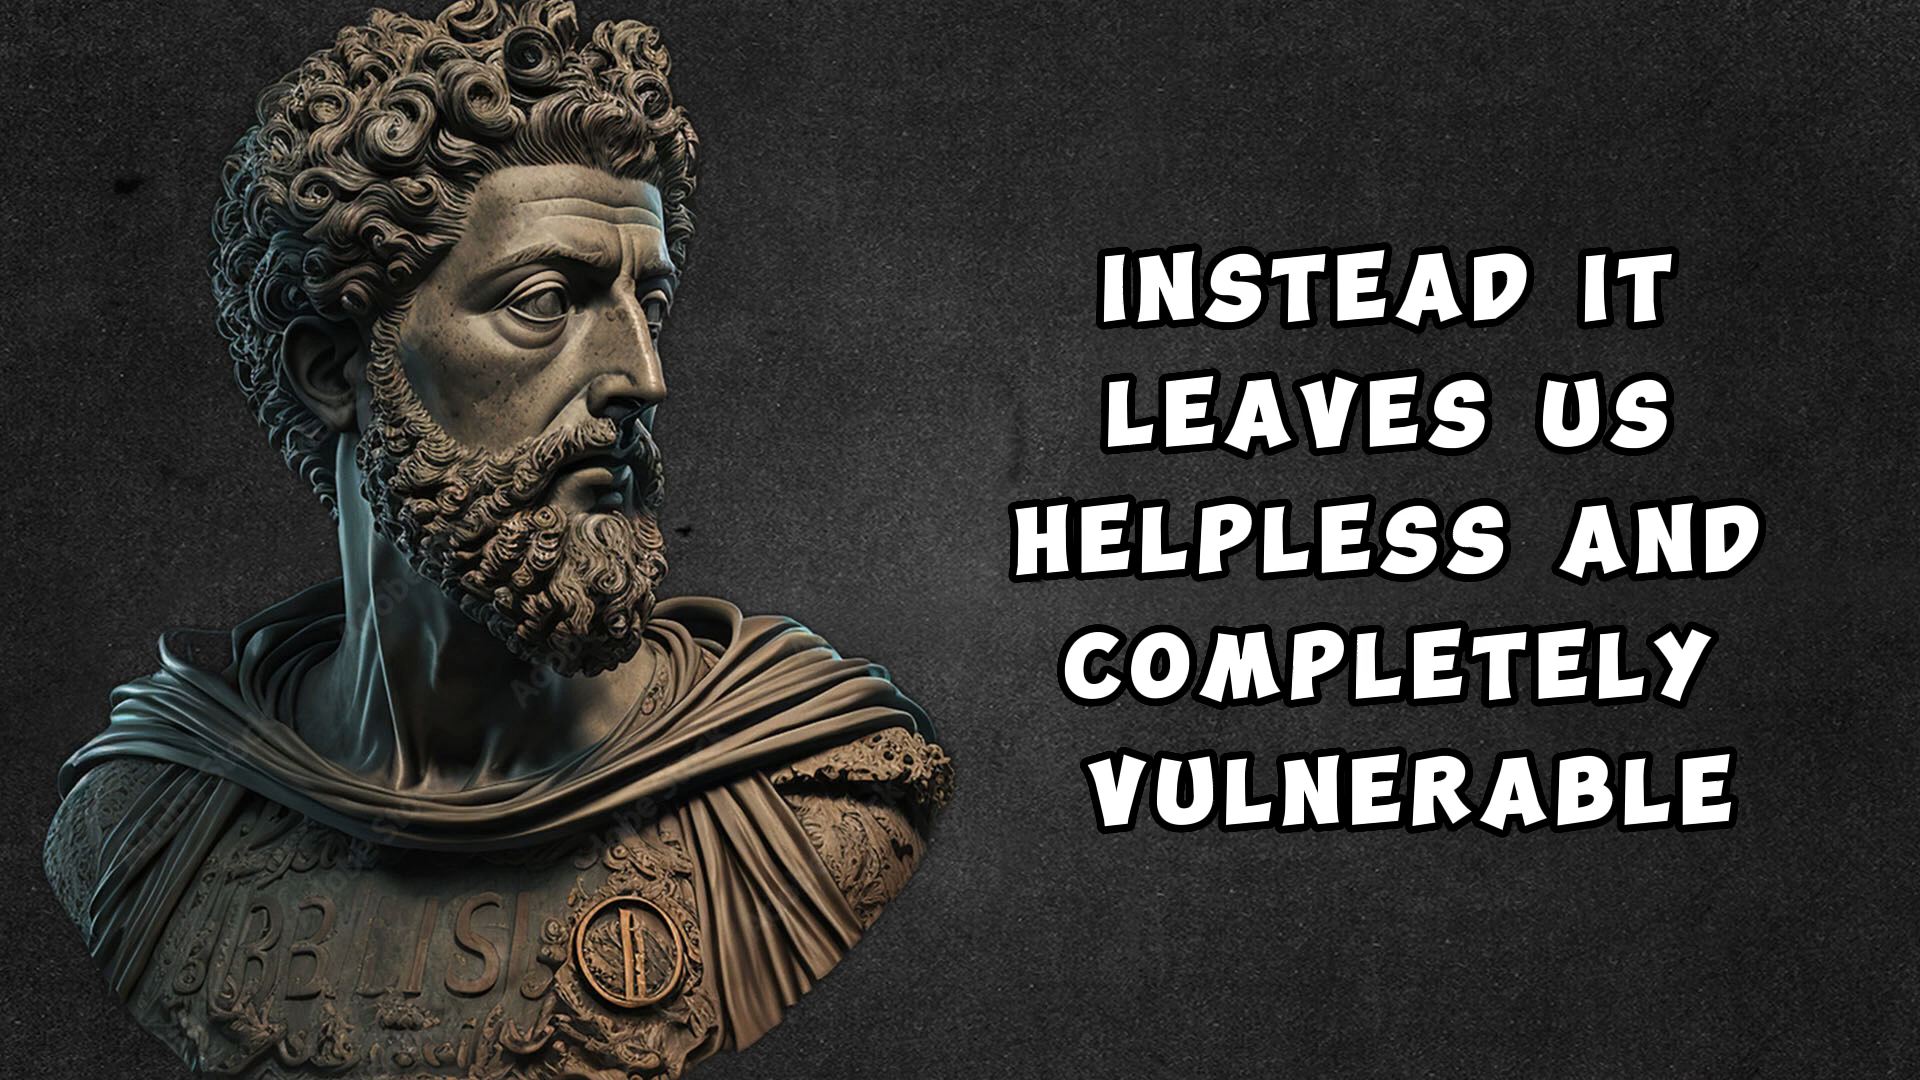 INSTEAD IT
LEAVES US
HELPLESS AND
COMPLETELY
VULNERABLE